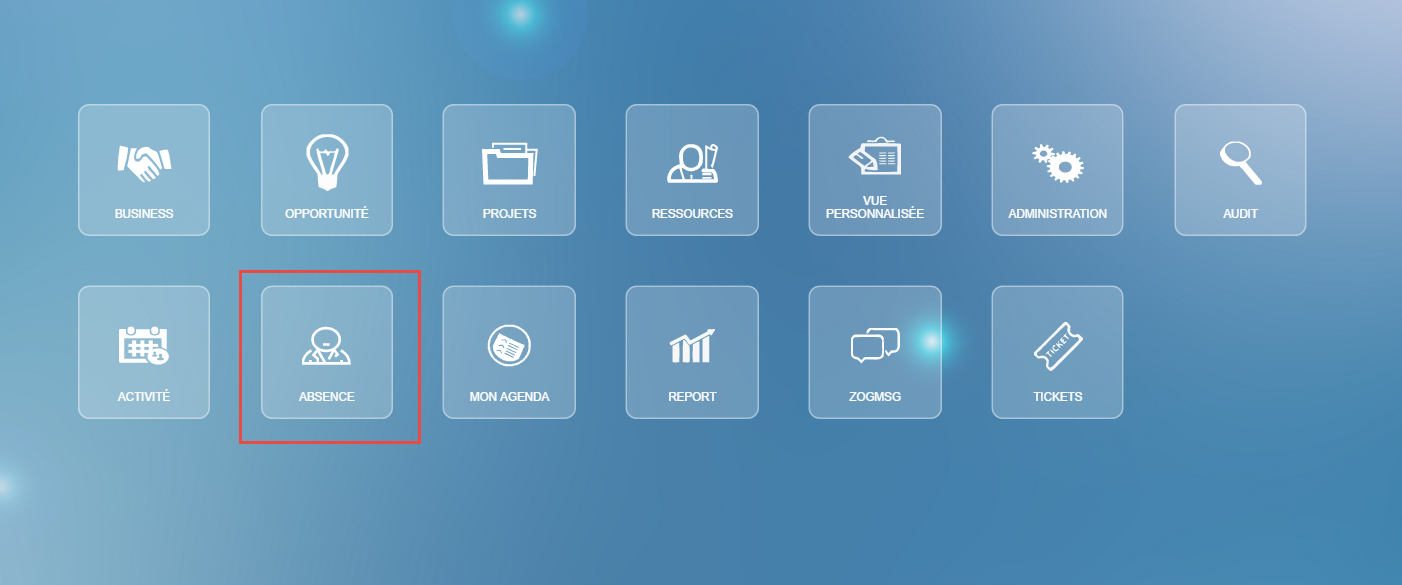 BUSINESS
OPPORTUNITÉ
PROJETS
RESSOURCES
VUE
PERSONNALISÉE
ADMINISTRATION
AUDIT
ACTIVITÉ
ABSENCE
MON AGENDA
REPORT
ZOGMSG
TICKET
TICKETS